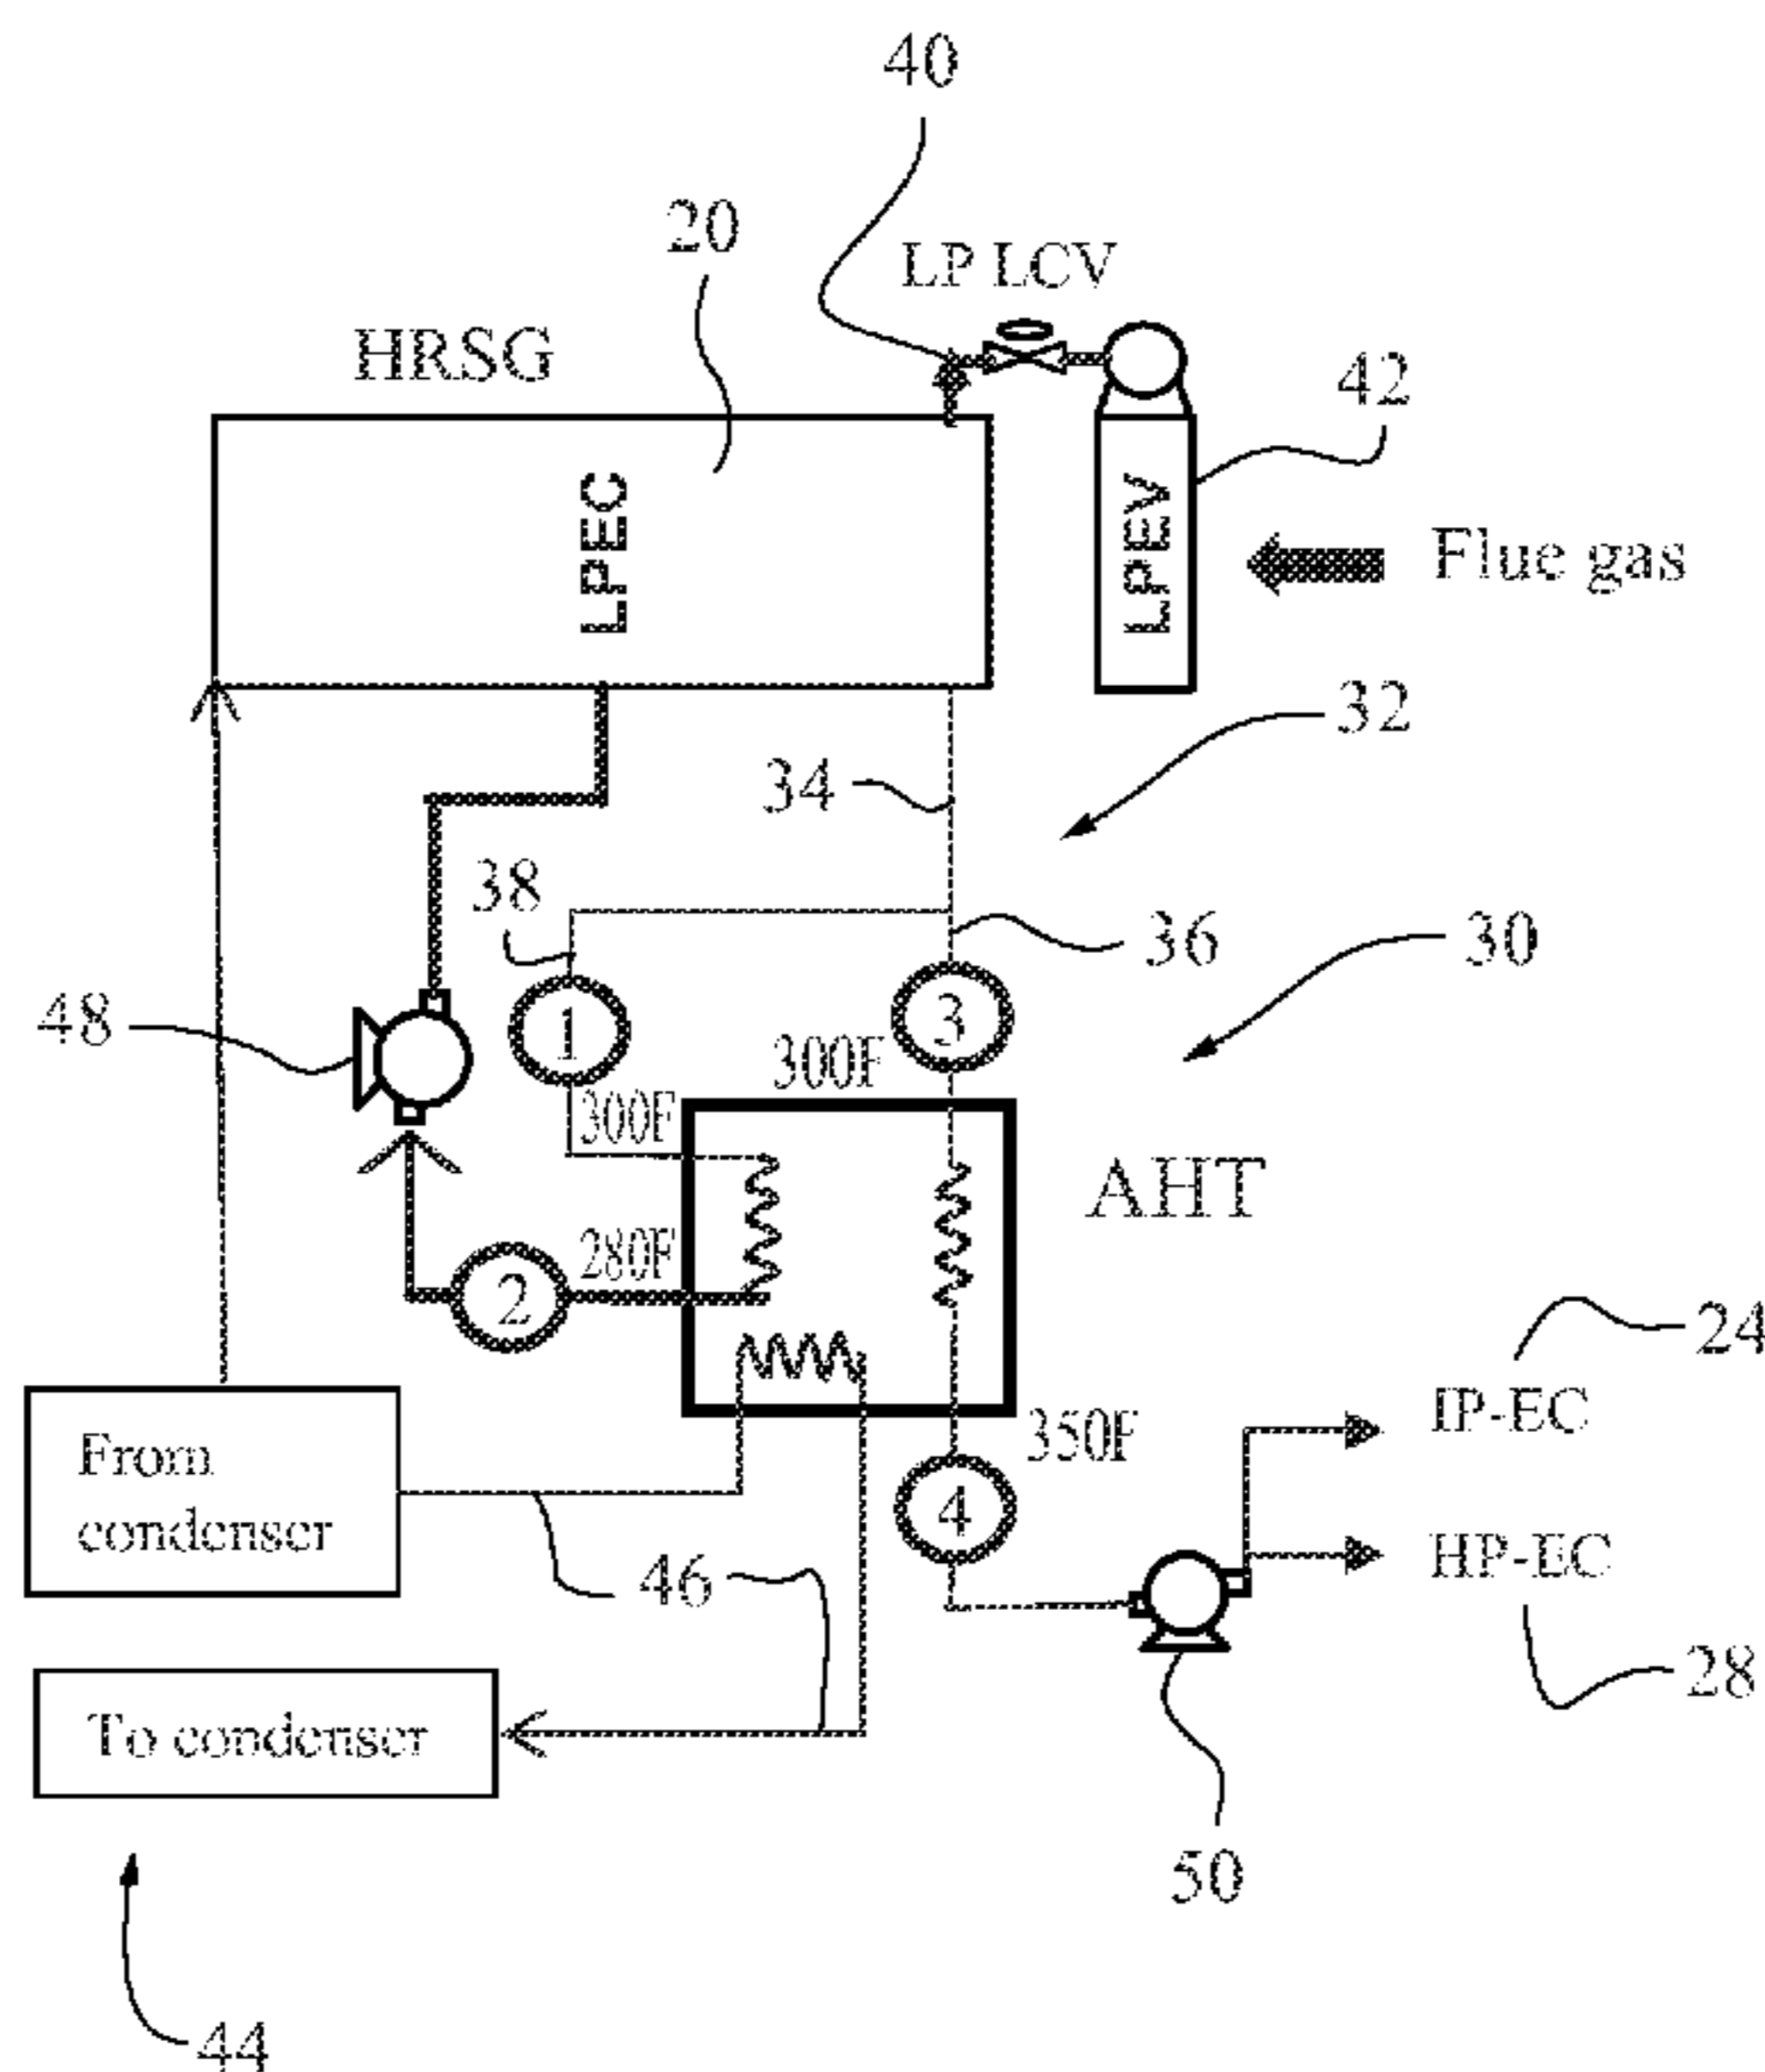 40
20
LP LCV
HRSG
42
LPEC
LPEV
Flue gas
32
34
38
36
30
48
1
3
300F
300F
AHT
280F
2
24
IP-EC
350F
From
condenser
4
HP-EC
46
28
To condenser
50
44